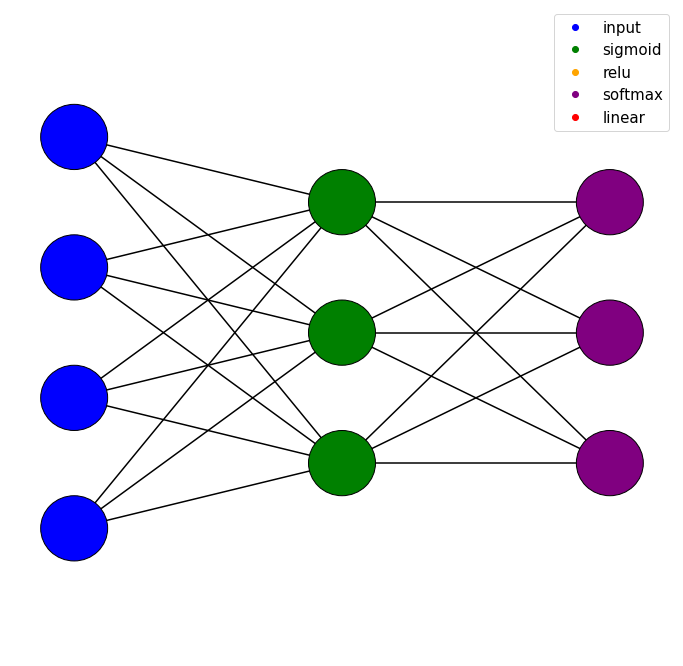 input
sigmoid
relu
softmax
linear